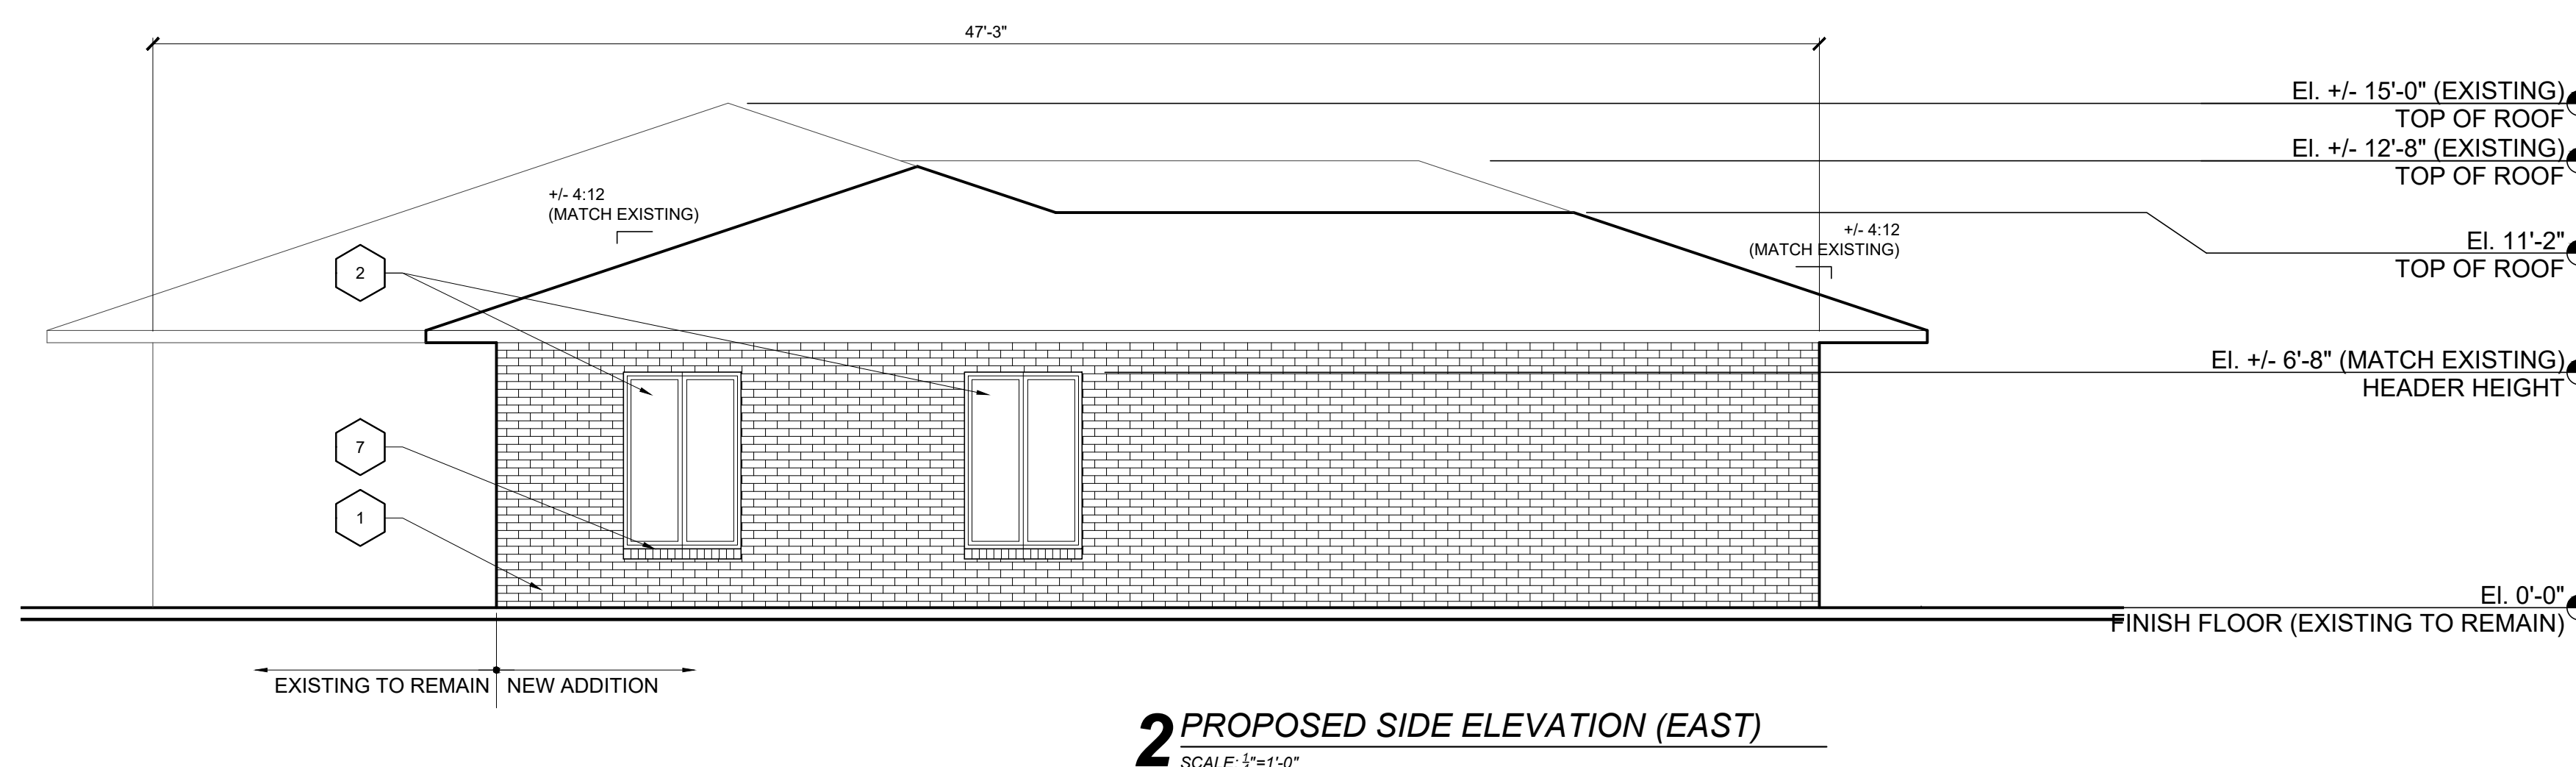 47'-3"
El. +/- 15'-0" (EXISTING)
TOP OF ROOF
El. +/- 12'-8" (EXISTING)
TOP OF ROOF
+/- 4:12
(MATCH EXISTING)
+/- 4:12
(MATCH EXISTING)
El. 11'-2"
TOP OF ROOF
2
El. +/- 6'-8" (MATCH EXISTING)
HEADER HEIGHT
7
1
El. 0'-0"
FINISH FLOOR (EXISTING TO REMAIN)
EXISTING TO REMAIN NEW ADDITION
2 PROPOSED SIDE ELEVATION (EAST)
SCALE: "=1'-0"